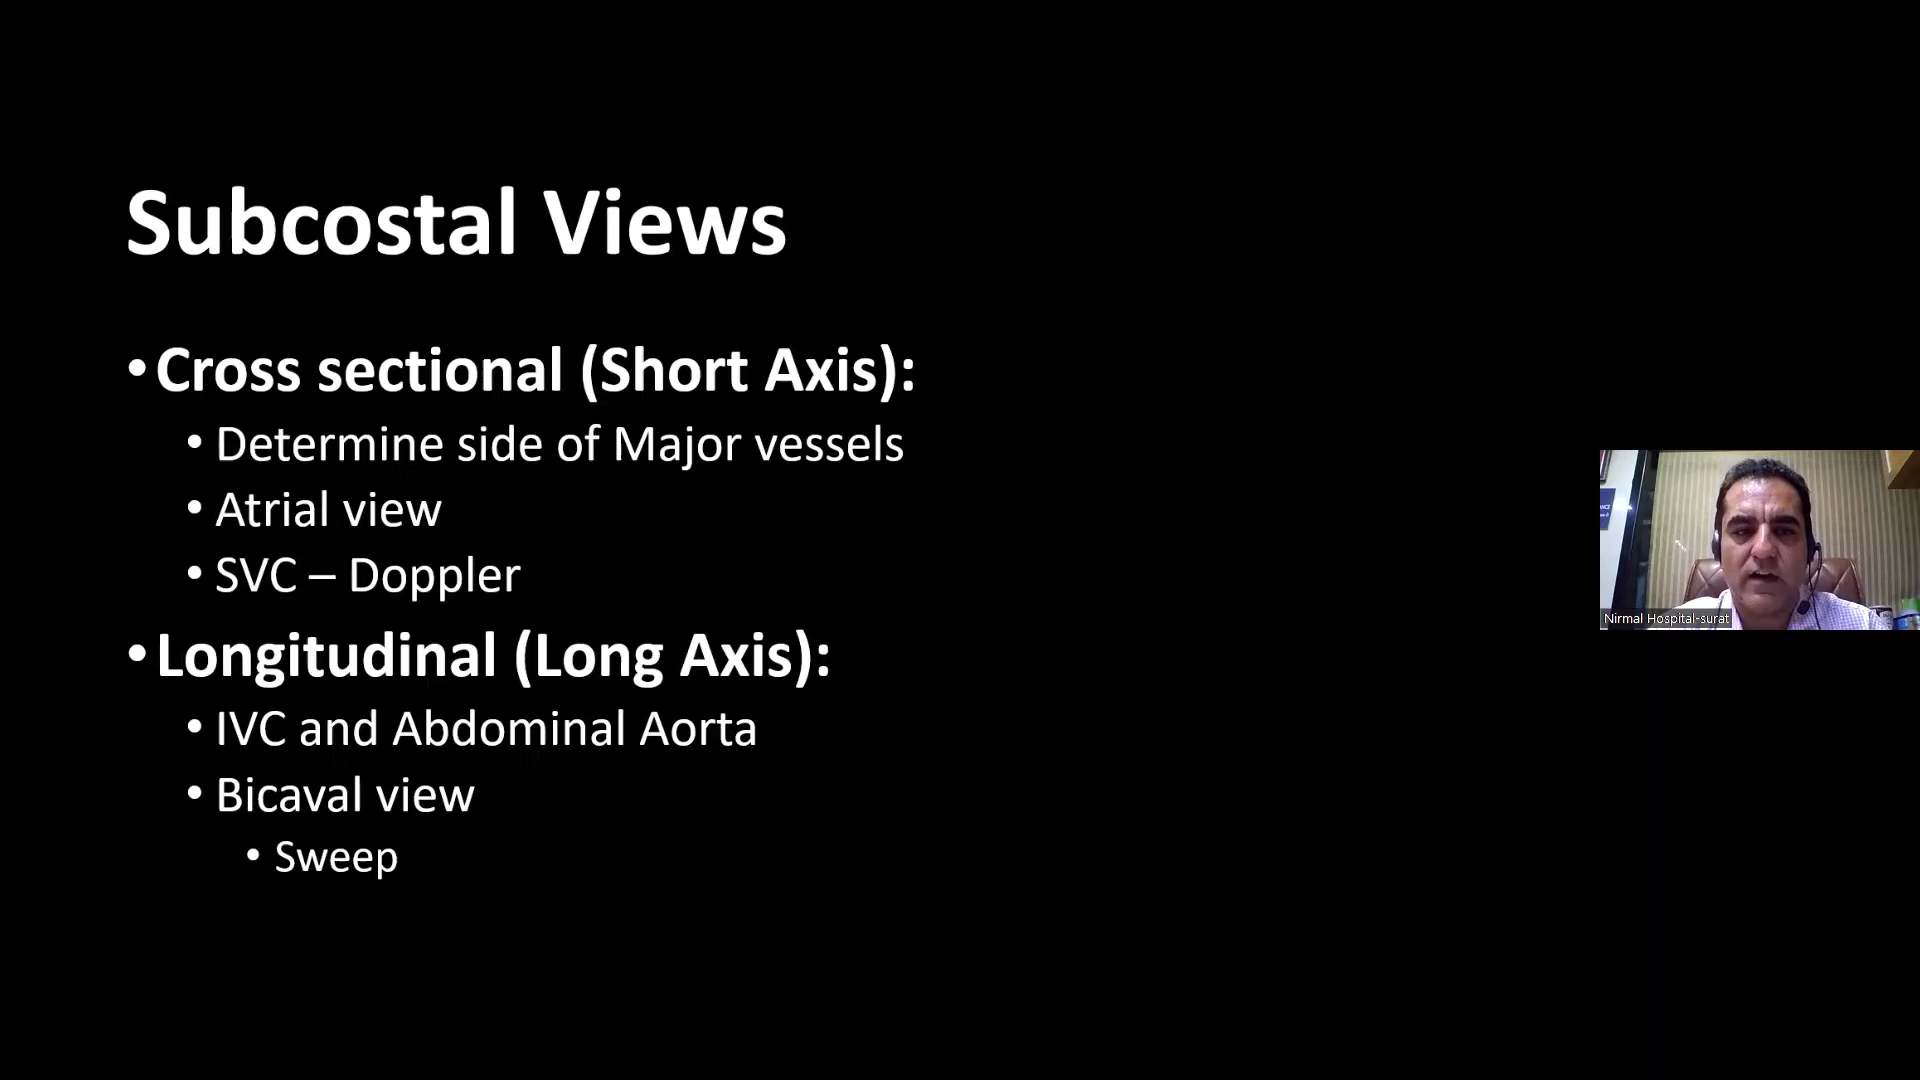 Subcostal Views
• Cross sectional (Short Axis):
• Determine side of Major vessels
• Atrial view
• SVC – Doppler
• Longitudinal (Long Axis):
• IVC and Abdominal Aorta
• Bicaval view
• Sweep
Nirmal Hospital-surat